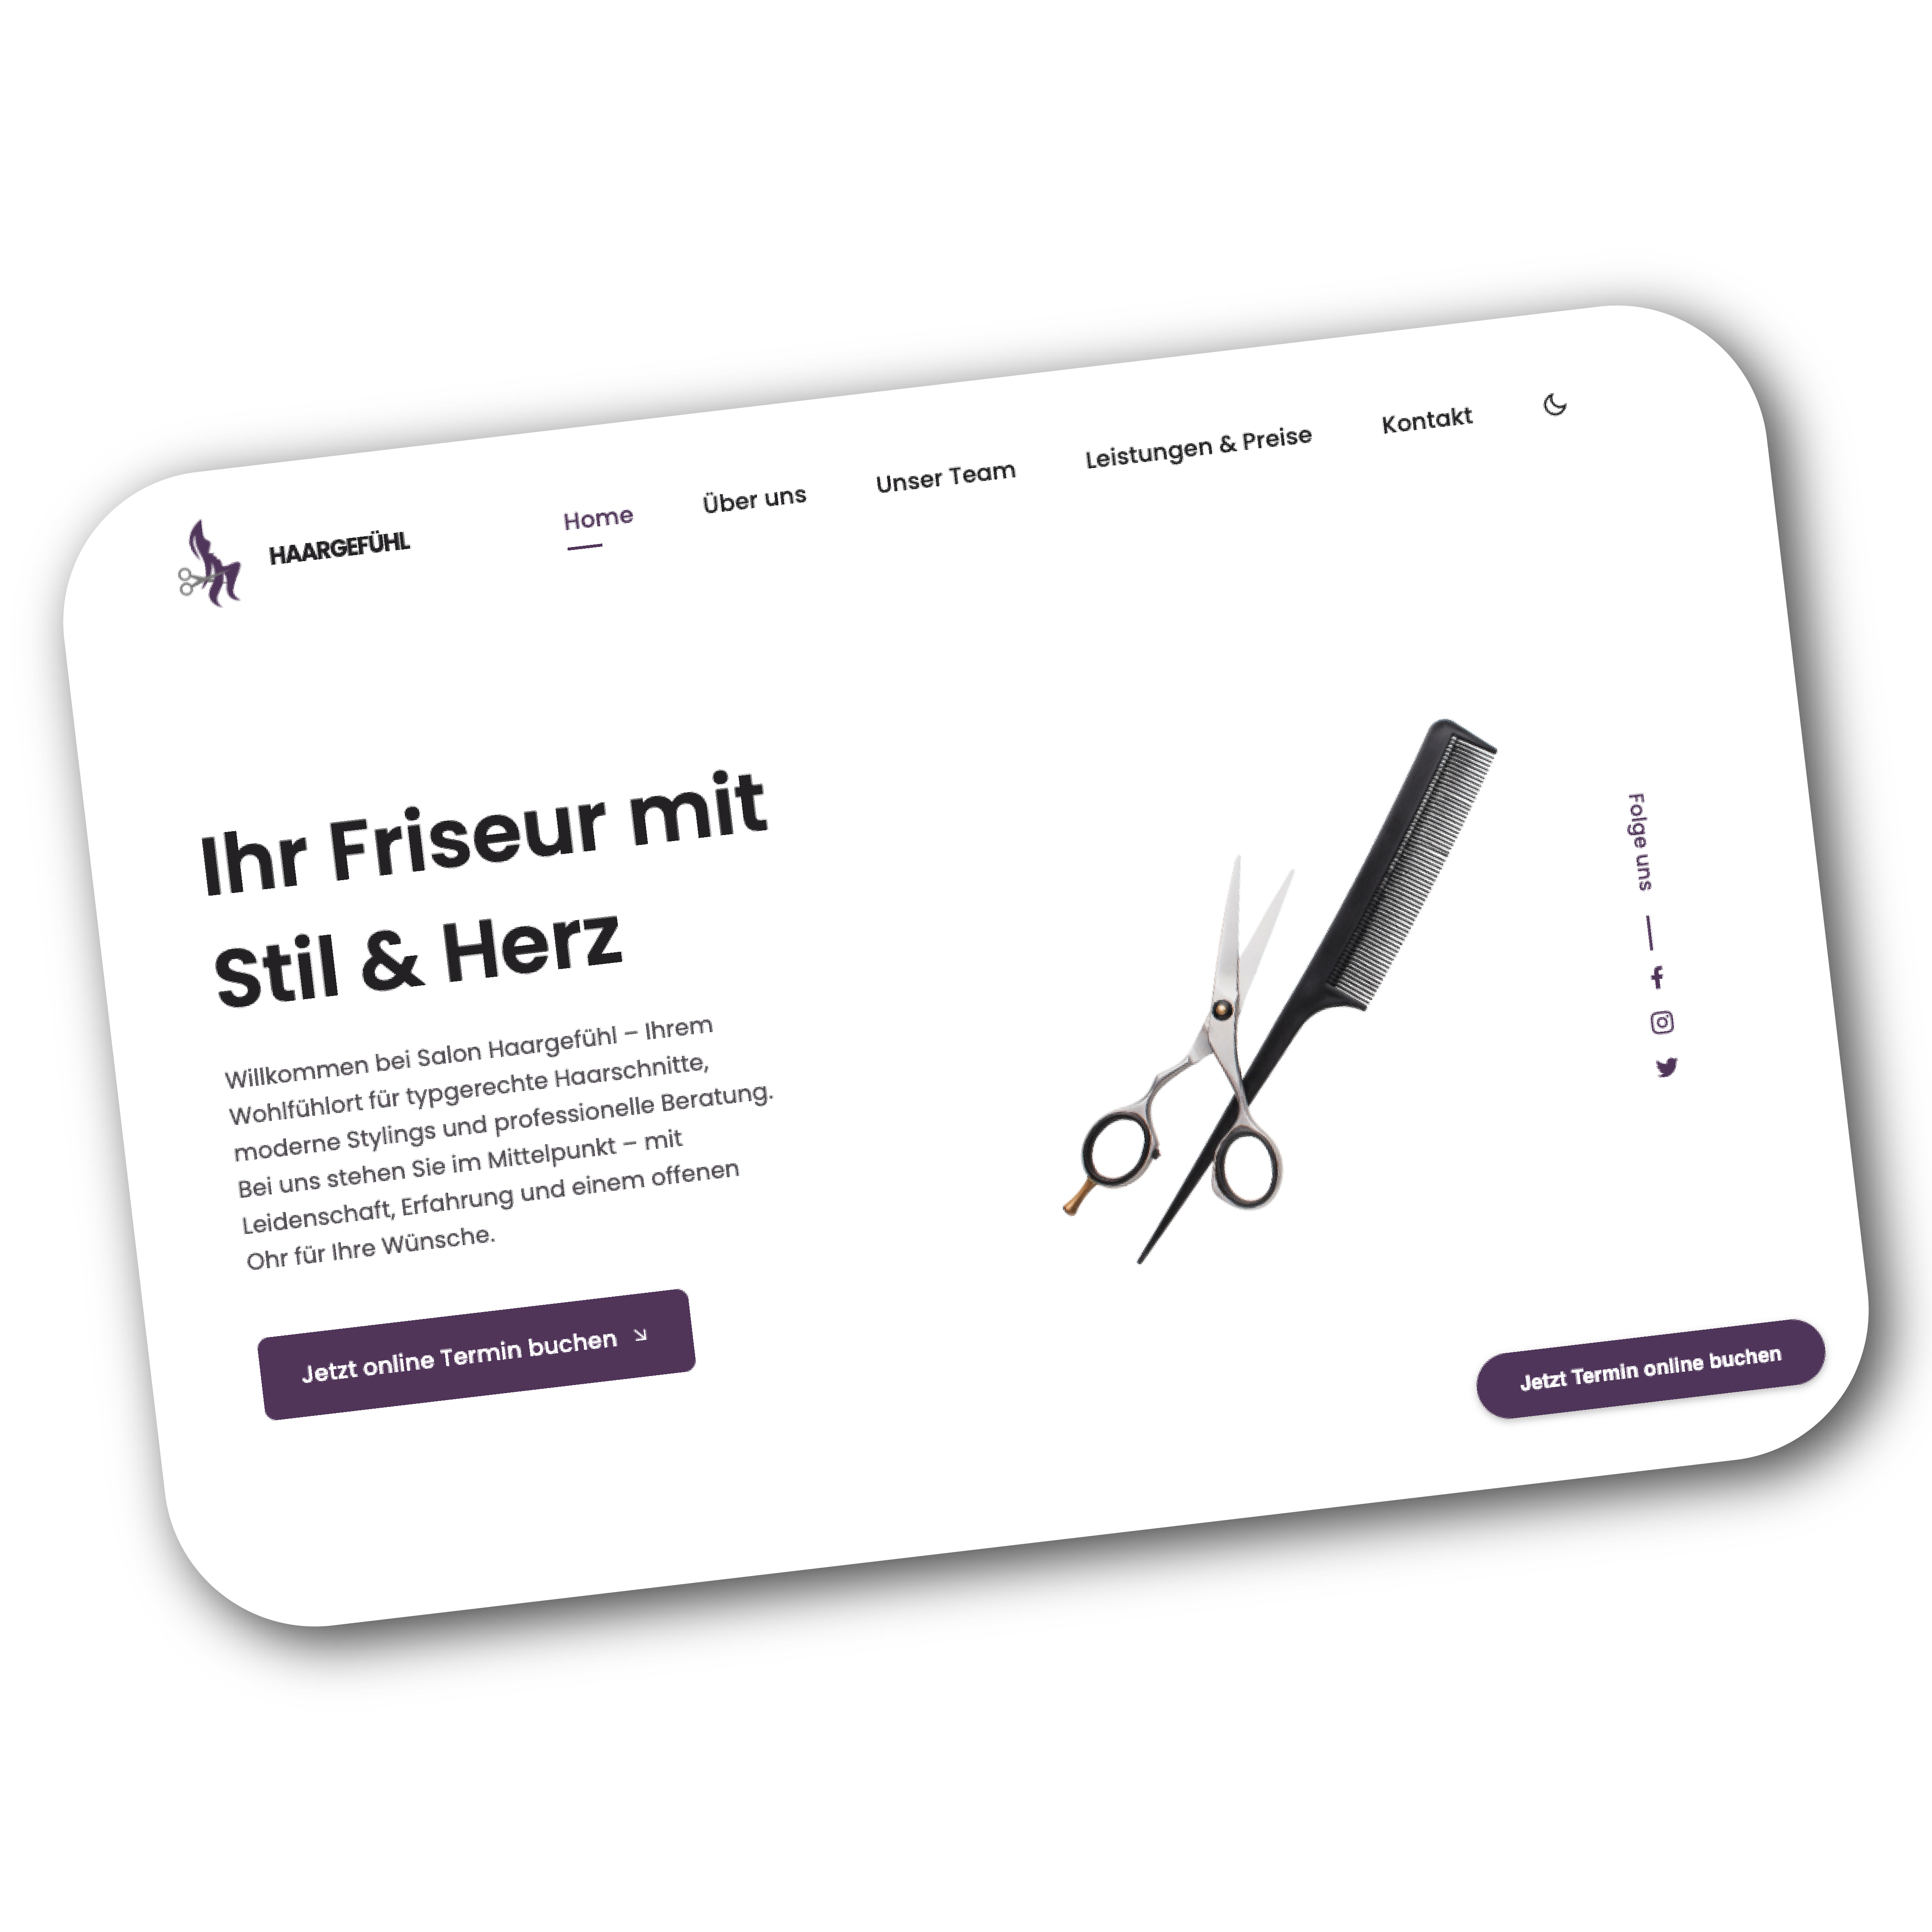 HAARGEFÜHL
Home
Über uns
Unser Team
Leistungen & Preise
Kontakt
Ihr Friseur mit
Stil & Herz
Willkommen bei Salon Haargefühl – Ihrem
Wohlfühlort für typgerechte Haarschnitte,
moderne Stylings und professionelle Beratung.
Bei uns stehen Sie im Mittelpunkt – mit
Leidenschaft, Erfahrung und einem offenen
Ohr für Ihre Wünsche.
Jetzt online Termin buchen
Folge uns
Jetzt Termin online buchen